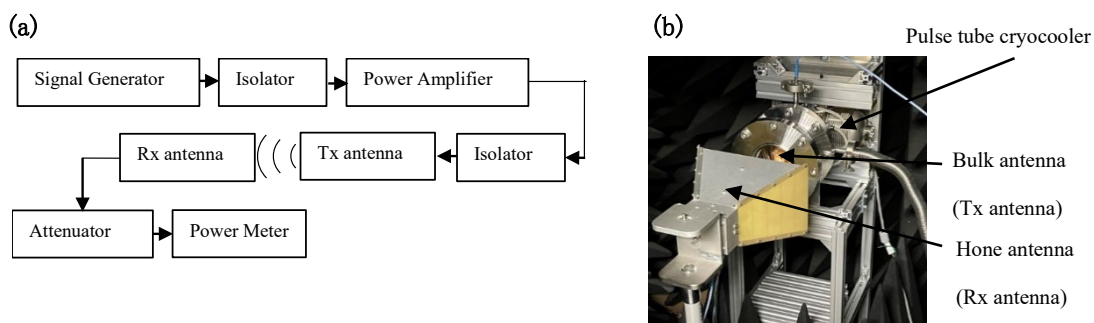 (a)
Signal Generator
Isolator
Power Amplifier
Rx antenna
Tx antenna
Isolator
Attenuator
Power Meter
(b)
Pulse tube cryocooler
Bulk antenna
(Tx antenna)
Hone antenna
(Rx antenna)